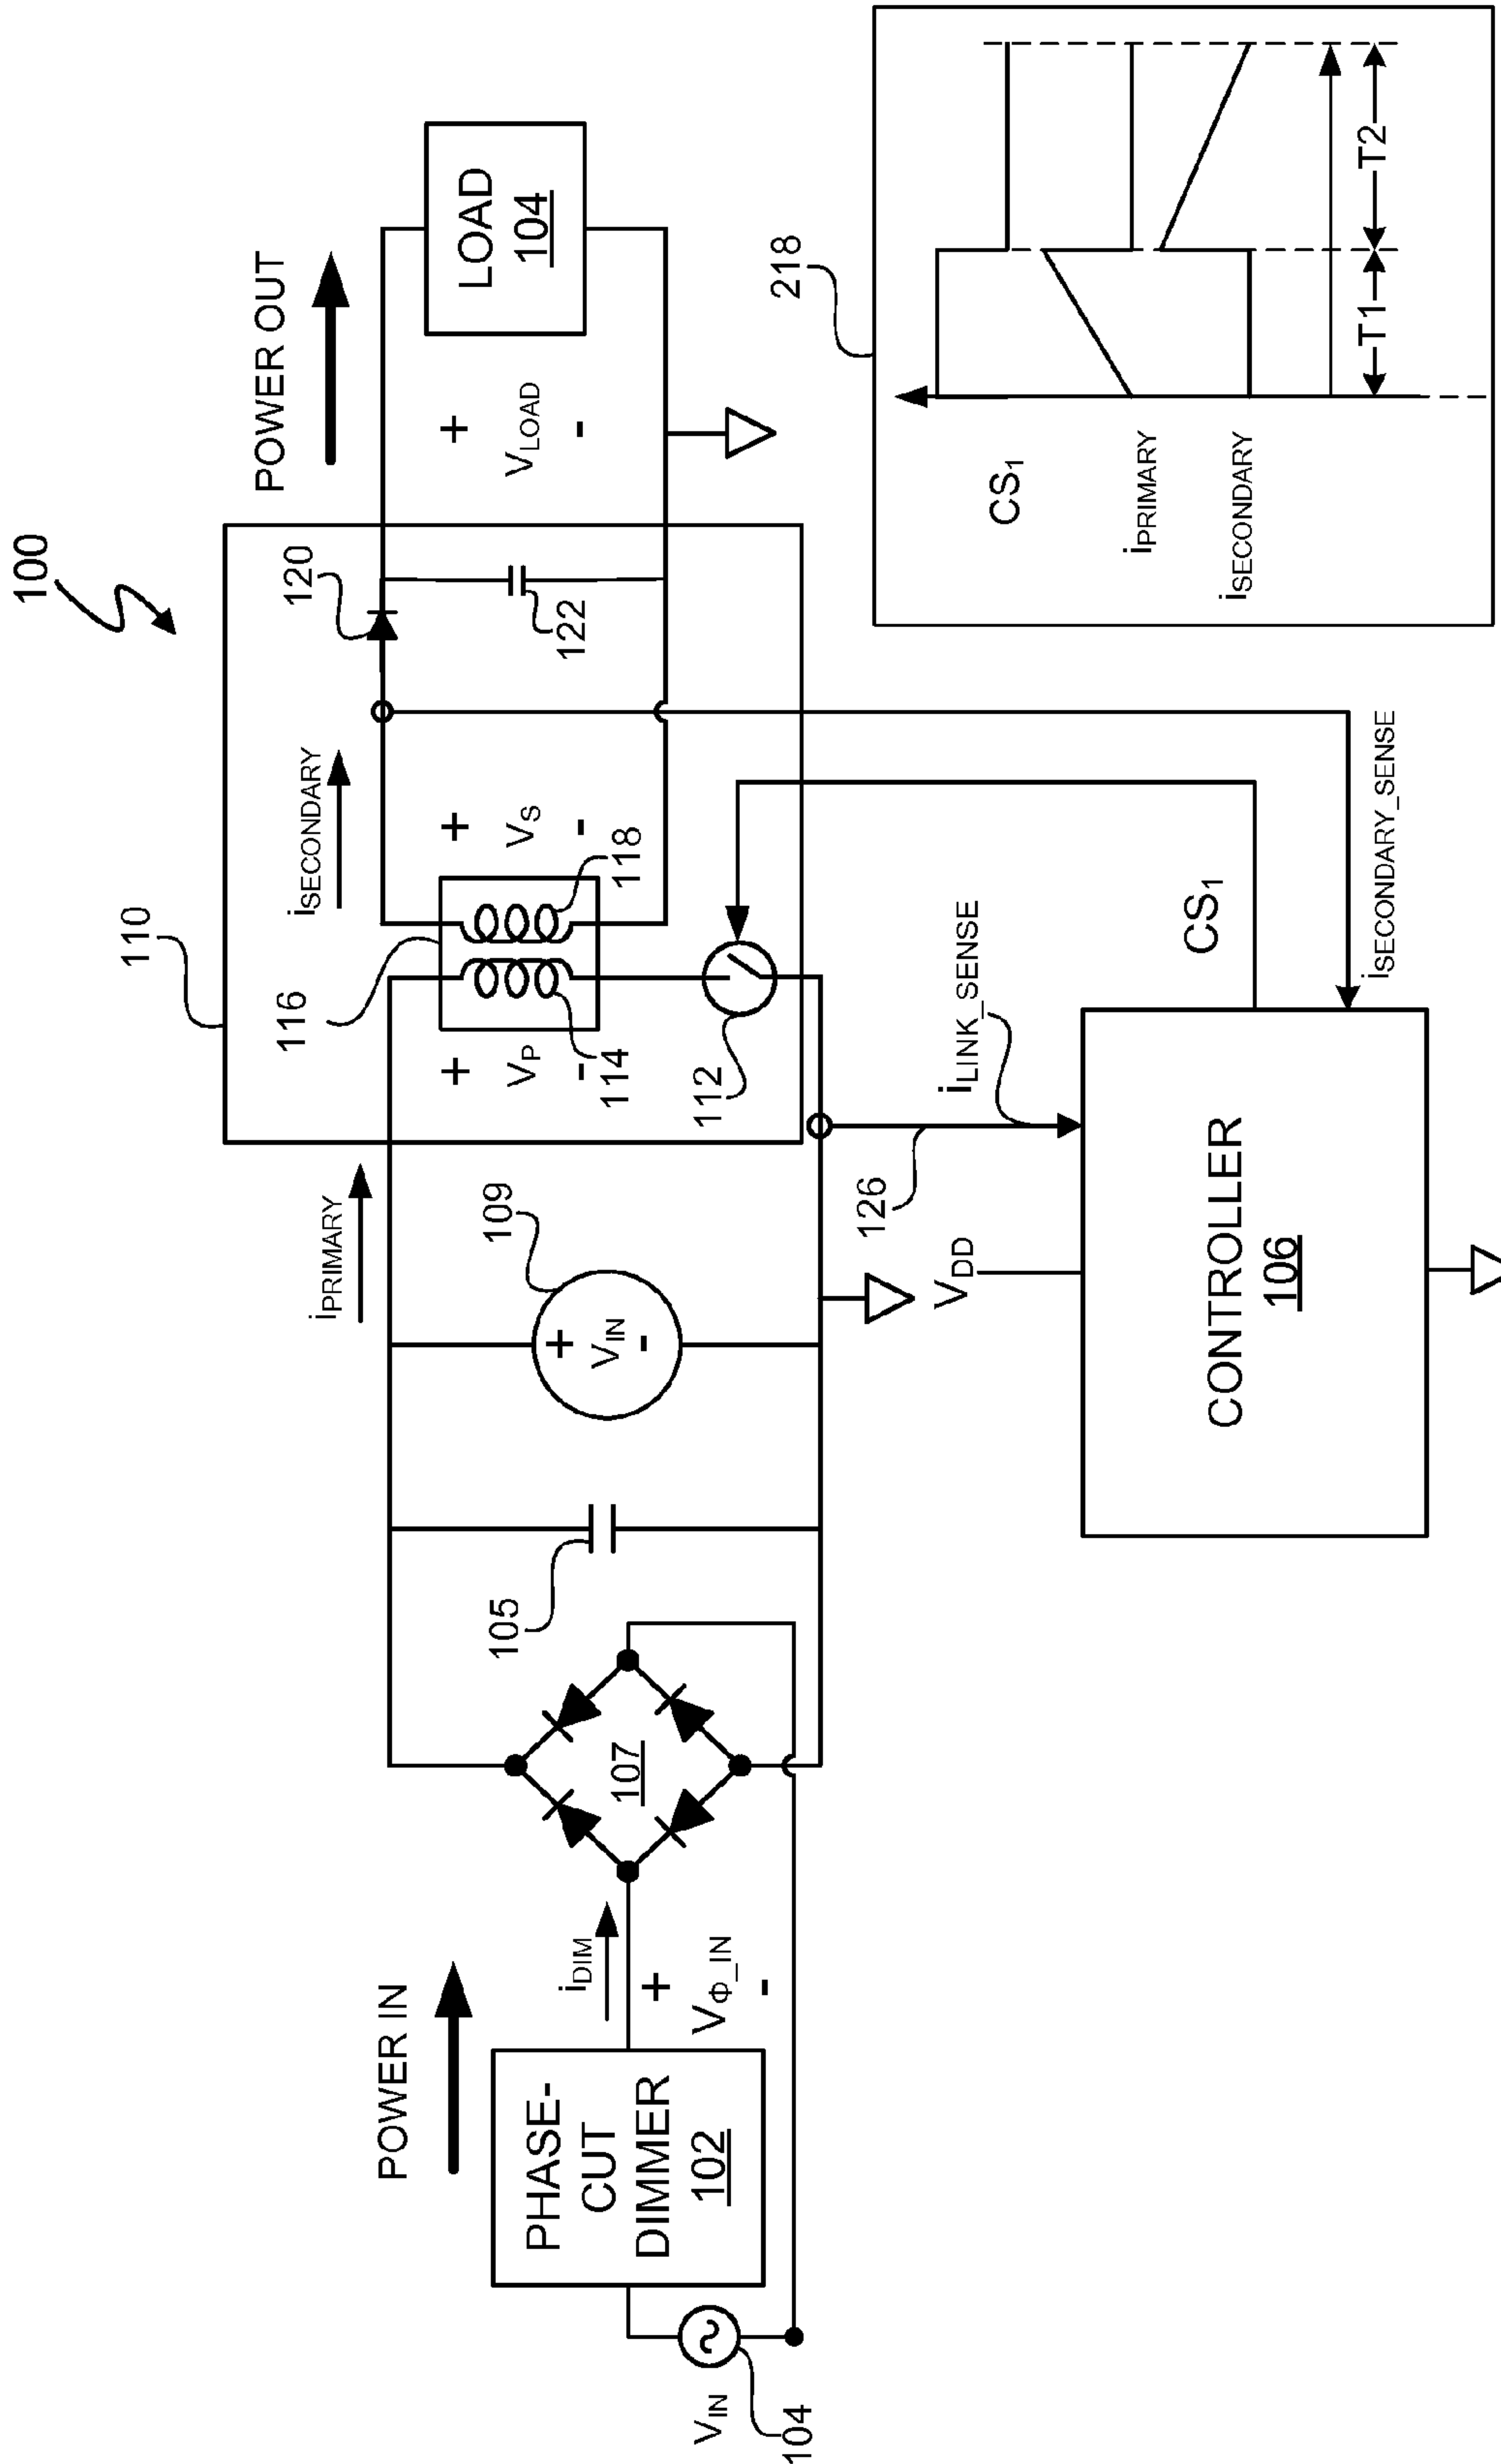 100
POWER IN
PHASE-
CUT
DIMMER
102
VIN
104
iDIM
+
VΦ_IN
-
107
105
109
+
VIN
-
iPRIMARY
110
116
+
VP
-
114
112
iSECONDARY
+
VS
-
118
120
122
POWER OUT
+
VLOAD
-
LOAD
104
126
iLINK_SENSE
VDD
CONTROLLER
106
CS1
iSECONDARY_SENSE
218
CS1
iPRIMARY
iSECONDARY
T1
T2